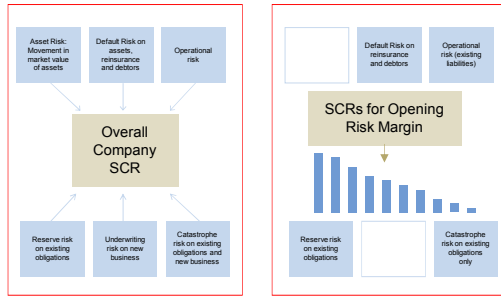 Asset Risk:
Movement in
market value
of assets
Default Risk on
assets,
reinsurance
and debtors
Operational
risk
Overall
Company
SCR
Reserve risk
on existing
obligations
Underwriting
risk on new
business
Catastrophe
risk on existing
obligations and
new business
Default Risk on
reinsurance
and debtors
Operational
risk (existing
liabilities)
SCRs for Opening
Risk Margin
Reserve risk
on existing
obligations
Catastrophe
risk on existing
obligations
only